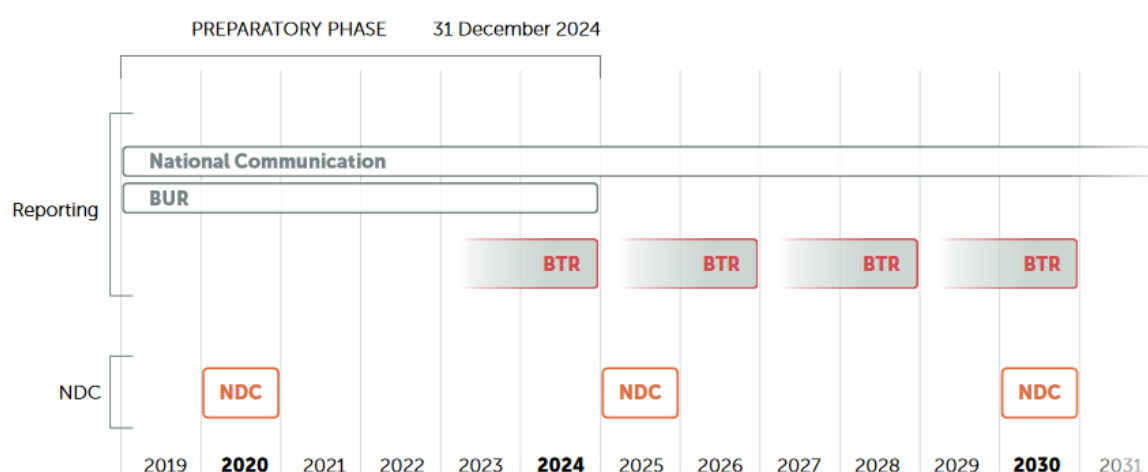 PREPARATORY PHASE 31 December 2024
National Communication
BUR
Reporting
BTR BTR BTR BTR
NDC NDC NDC NDC
2019 2020 2021 2022 2023 2024 2025 2026 2027 2028 2029 2030 2031